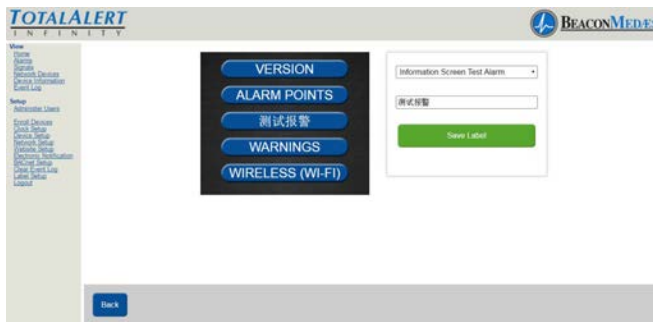 TOTALALERT
INFINITY
BEACONMEDÆS
View
Home
Alarms
Signals
Network Devices
Device Information
Event Log
Setup
Administer Users
Enroll Devices
Clock Setup
Device Setup
Network Setup
Website Setup
Electronic Notification
BACnet Setup
Clear Event Log
Label Setup
Logout
VERSION
ALARM POINTS
测试报警
WARNINGS
WIRELESS (WI-FI)
Information Screen Test Alarm
测试报警
Save Label
Back